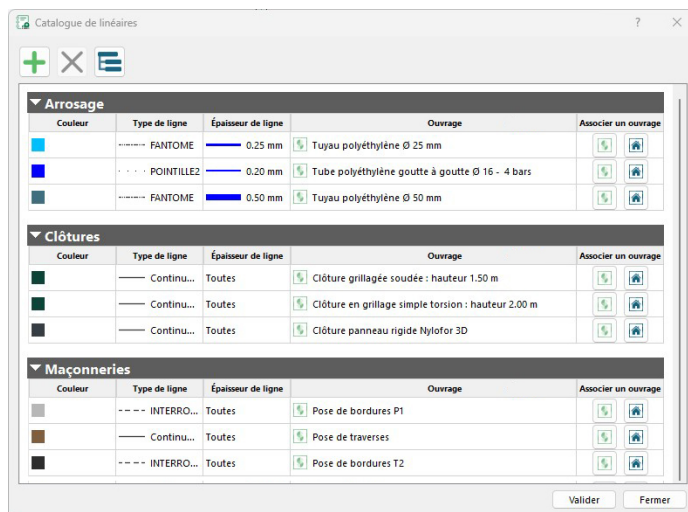 Catalogue de linéaires ?
Arrosage
Couleur Type de ligne Épaisseur de ligne Ouvrage Associer un ouvrage
FANTOME 0.25 mm Tuyau polyéthylène Ø 25 mm
POINTILLE2 0.20 mm Tube polyéthylène goutte à goutte Ø 16 - 4 bars
FANTOME 0.50 mm Tuyau polyéthylène Ø 50 mm
Clôtures
Couleur Type de ligne Épaisseur de ligne Ouvrage Associer un ouvrage
Continu... Toutes Clôture grillagée soudée : hauteur 1.50 m
Continu... Toutes Clôture en grillage simple torsion : hauteur 2.00 m
Continu... Toutes Clôture panneau rigide Nylofor 3D
Maçonneries
Couleur Type de ligne Épaisseur de ligne Ouvrage Associer un ouvrage
INTERRO... Toutes Pose de bordures P1
Continu... Toutes Pose de traverses
INTERRO... Toutes Pose de bordures T2
Valider Fermer